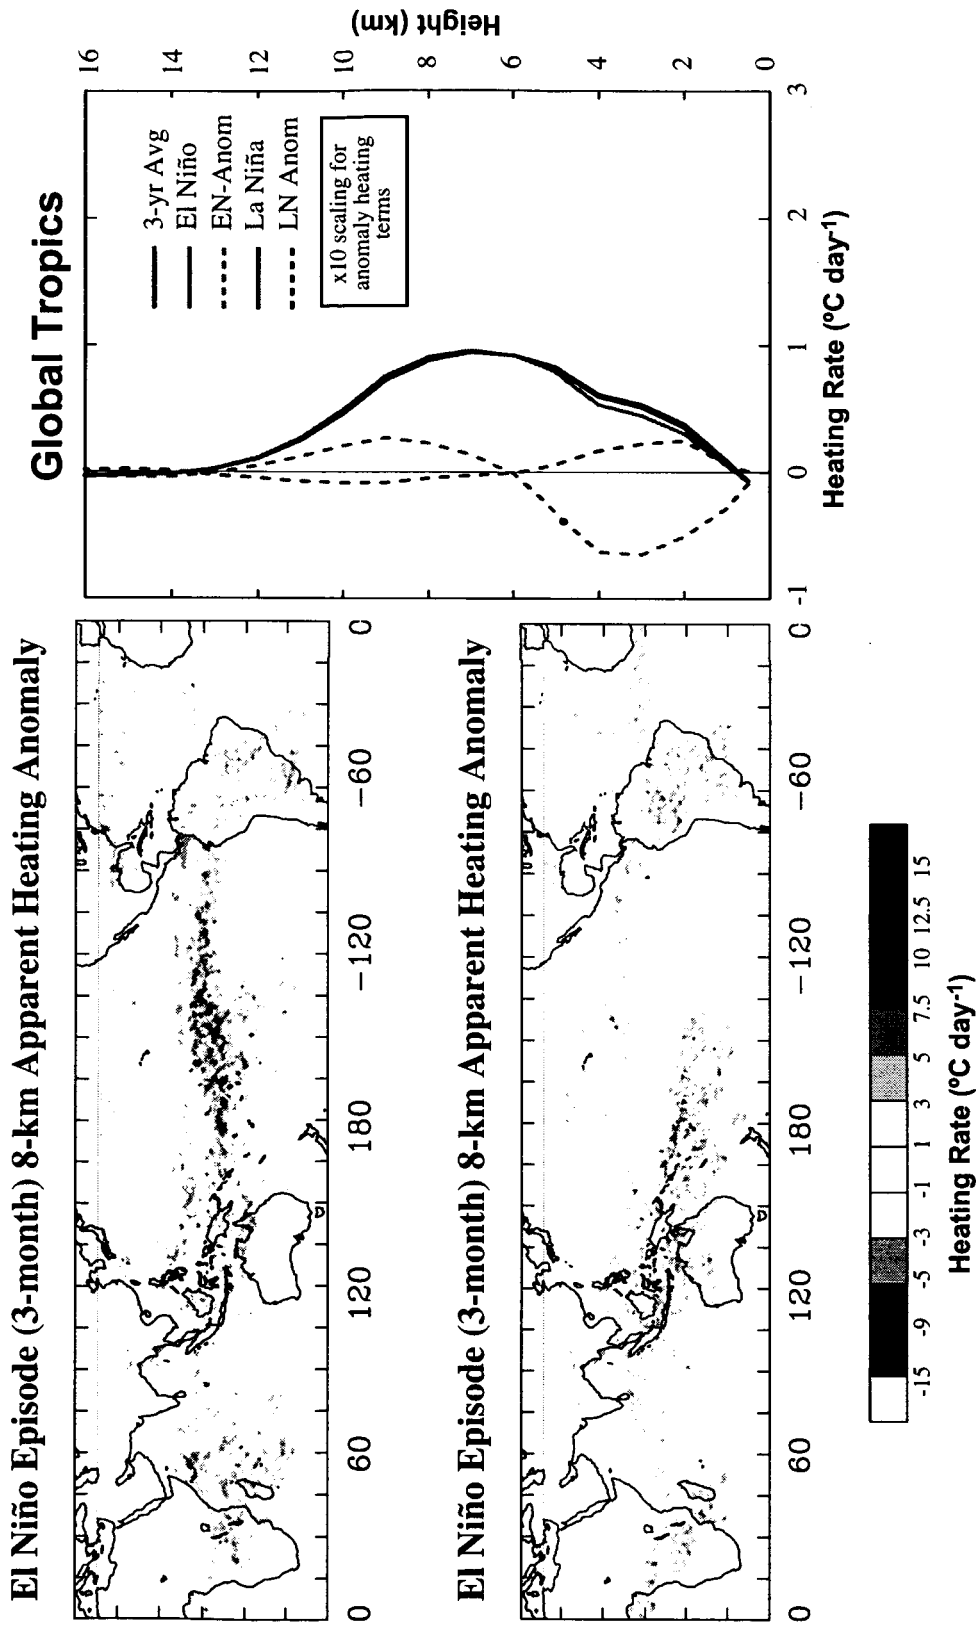 El Niño Episode (3-month) 8-km Apparent Heating Anomaly
0 60 120 180 −120 −60 0
El Niño Episode (3-month) 8-km Apparent Heating Anomaly
0 60 120 180 −120 −60 0
-15 -9 -5 -3 -1 1 3 5 7.5 10 12.5 15
Heating Rate (ºC day-1)
Global Tropics
3-yr Avg
El Niño
EN-Anom
La Niña
LN Anom
x10 scaling for
anomaly heating
terms
16
14
12
10
8
6
4
2
0
Height (km)
-1 0 1 2 3
Heating Rate (ºC day-1)